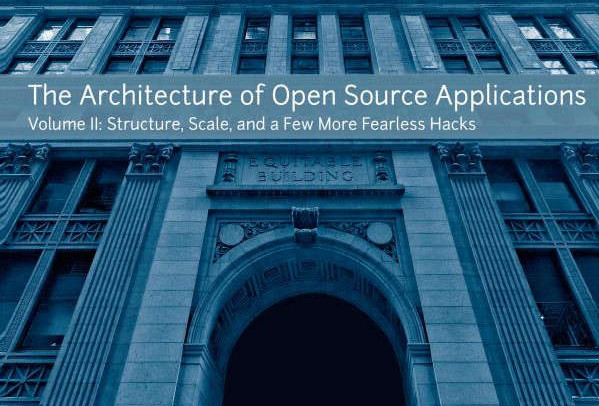 The Architecture of Open Source Applications
Volume II: Structure, Scale, and a Few More Fearless Hacks
EQUITABLE
BUILDING